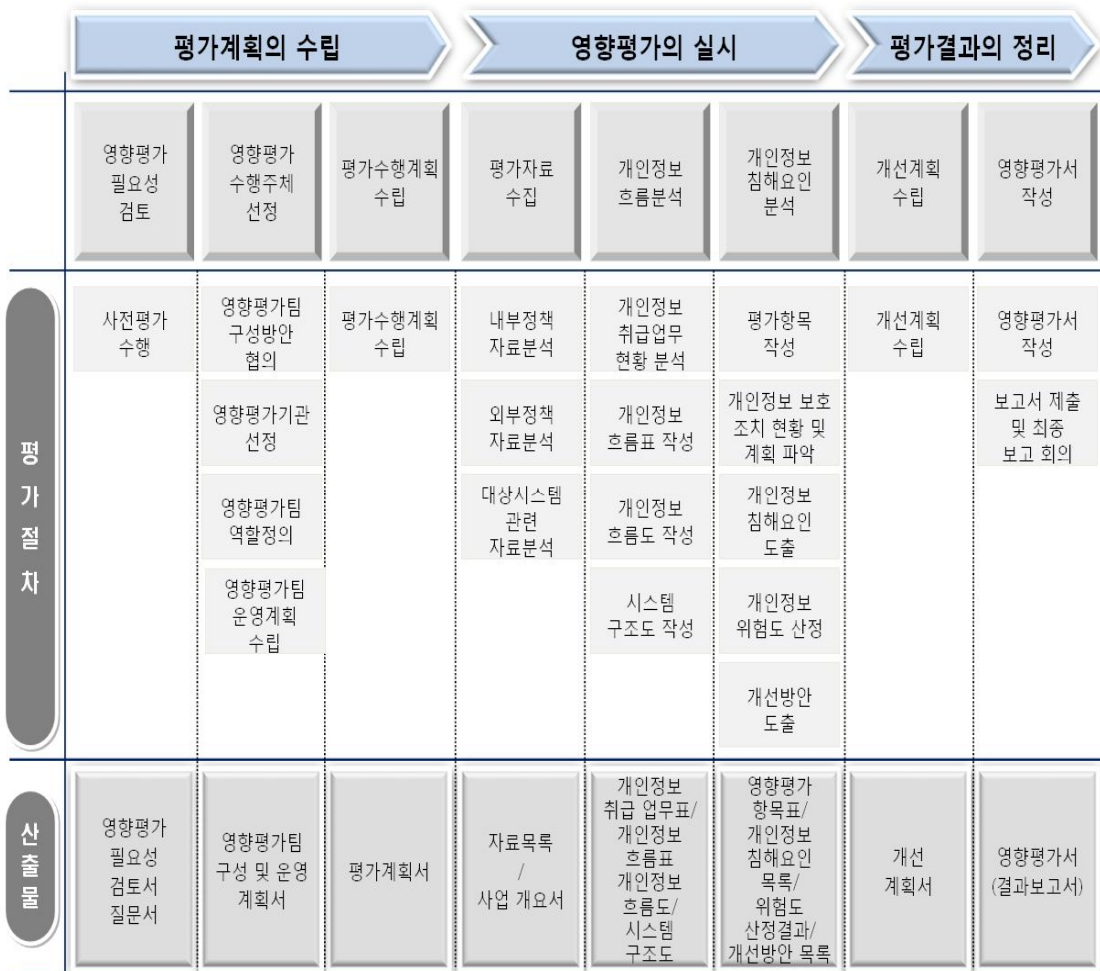 평가계획의 수립
영향평가의 실시
평가결과의 정리
영향평가
필요성
검토
영향평가
수행주체
선정
평가수행계획
수립
평가자료
수집
개인정보
흐름분석
개인정보
침해요인
분석
개선계획
수립
영향평가서
작성
평
가
절
차
사전평가
수행
영향평가팀
구성방안
협의
영향평가기관
선정
영향평가팀
역할정의
영향평가팀
운영계획
수립
평가수행계획
수립
내부정책
자료분석
외부정책
자료분석
대상시스템
관련
자료분석
개인정보
취급업무
현황 분석
개인정보
흐름표 작성
개인정보
흐름도 작성
시스템
구조도 작성
평가항목
작성
개인정보 보호
조치 현황 및
계획 파악
개인정보
침해요인
도출
개인정보
위험도 산정
개선방안
도출
개선계획
수립
영향평가서
작성
보고서 제출
및 최종
보고 회의
산
출
물
영향평가
필요성
검토서
질문서
영향평가팀
구성 및 운영
계획서
평가계획서
자료목록
/
사업 개요서
개인정보
취급 업무표/
개인정보
흐름표
개인정보
흐름도/
시스템
구조도
영향평가
항목표/
개인정보
침해요인
목록/
위험도
산정결과/
개선방안 목록
개선
계획서
영향평가서
(결과보고서)